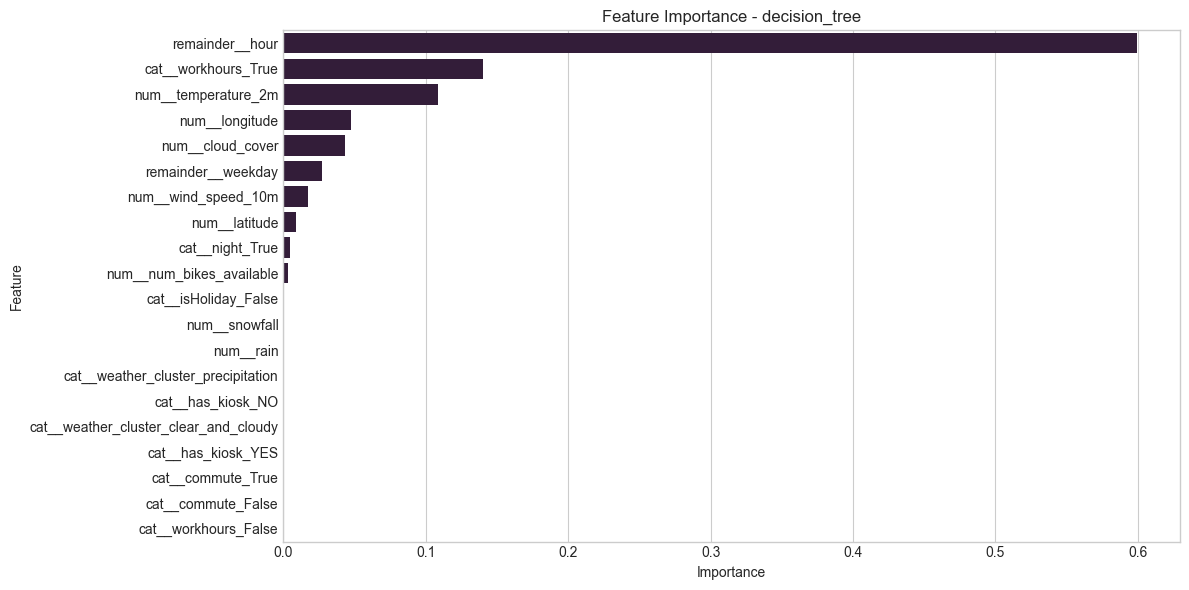 Feature Importance - decision_tree
Feature
remainder__hour
cat__workhours_True
num__temperature_2m
num__longitude
num__cloud_cover
remainder__weekday
num__wind_speed_10m
num__latitude
cat__night_True
num__num_bikes_available
cat__isHoliday_False
num__snowfall
num__rain
cat__weather_cluster_precipitation
cat__has_kiosk_NO
cat__weather_cluster_clear_and_cloudy
cat__has_kiosk_YES
cat__commute_True
cat__commute_False
cat__workhours_False
0.0 0.1 0.2 0.3 0.4 0.5 0.6
Importance